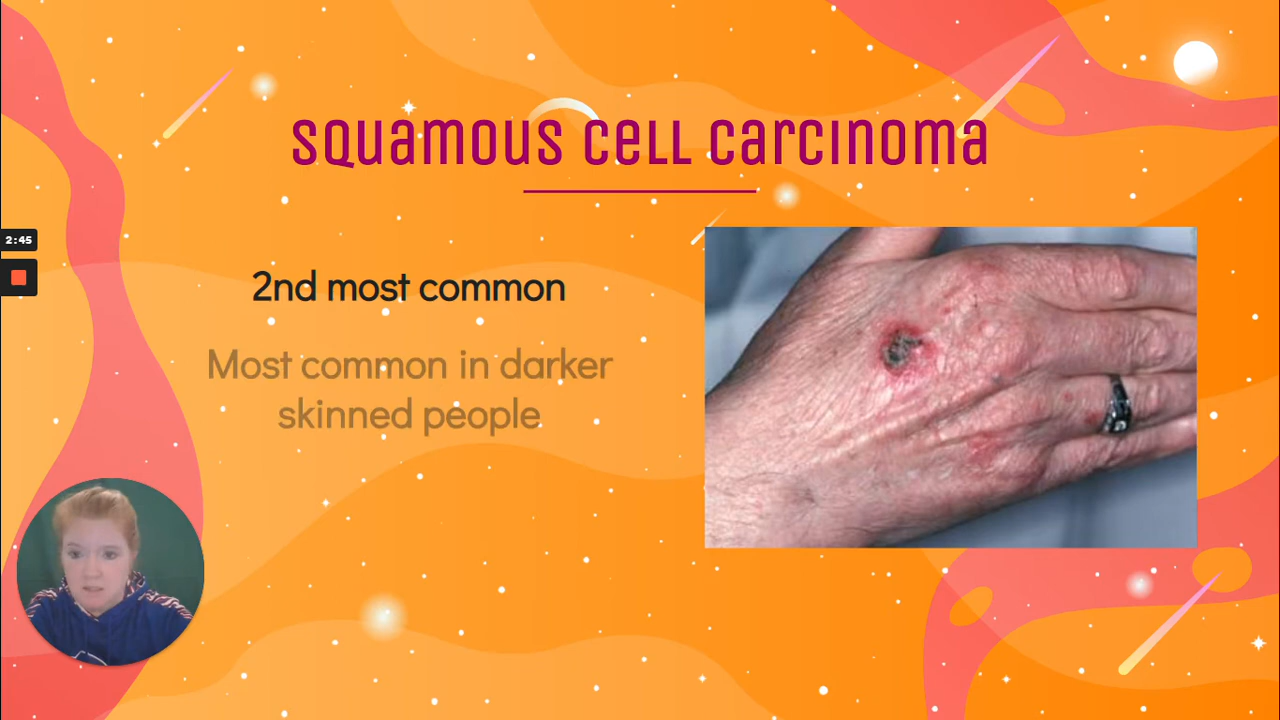 squamous cell carcinoma
2:45
2nd most common
Most common in darker
skinned people